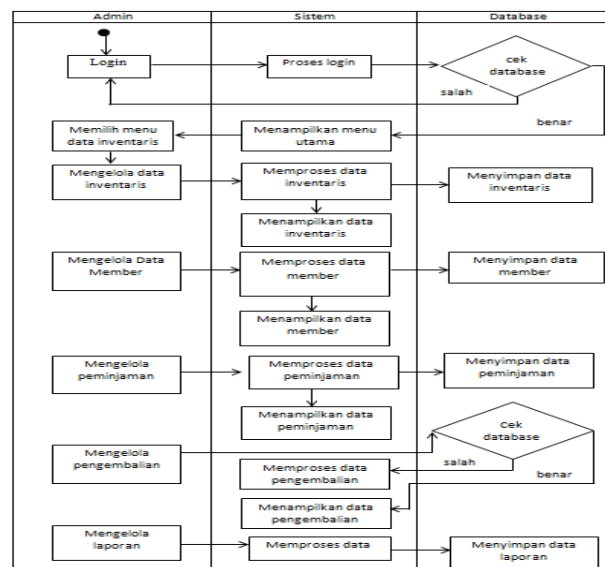 Admin
Sistem
Database
Login
Proses login
cek
database
salah
benar
Memilih menu
data inventaris
Menampilkan menu
utama
Mengelola data
inventaris
Memproses data
inventaris
Menyimpan data
inventaris
Menampilkan data
inventaris
Mengelola Data
Member
Memproses data
member
Menyimpan data
member
Menampilkan data
member
Mengelola
peminjaman
Memproses data
peminjaman
Menyimpan data
peminjaman
Menampilkan data
peminjaman
Cek
database
Mengelola
pengembalian
salah
benar
Memproses data
pengembalian
Menampilkan data
pengembalian
Mengelola
laporan
Memproses data
Menyimpan data
laporan